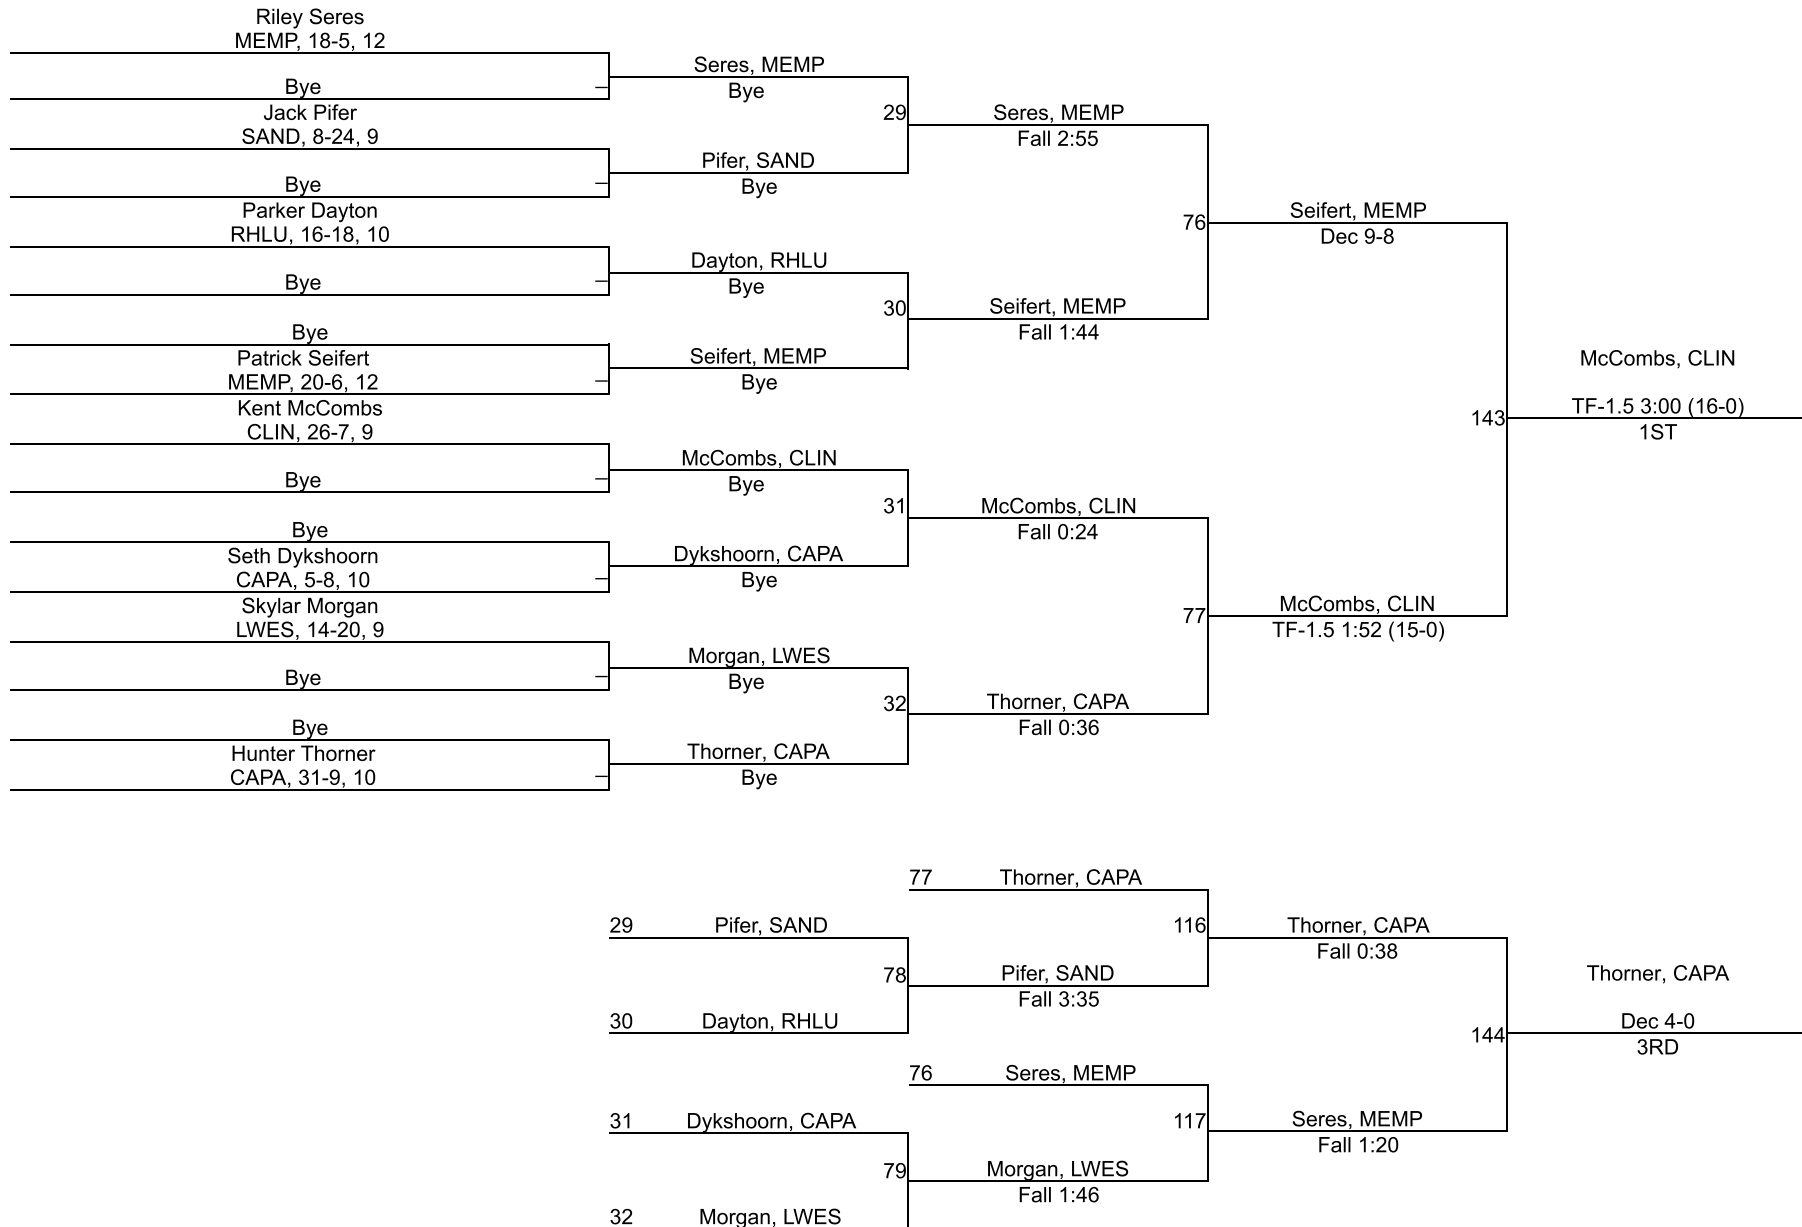 Riley Seres
MEMP, 18-5, 12
Bye
Jack Pifer
SAND, 8-24, 9
Bye
Parker Dayton
RHLU, 16-18, 10
Bye
Bye
Patrick Seifert
MEMP, 20-6, 12
Kent McCombs
CLIN, 26-7, 9
Bye
Bye
Seth Dykshoorn
CAPA, 5-8, 10
Skylar Morgan
LWES, 14-20, 9
Bye
Bye
Hunter Thorner
CAPA, 31-9, 10
Seres, MEMP
Bye
29
Pifer, SAND
Bye
Dayton, RHLU
Bye
30
Seifert, MEMP
Bye
McCombs, CLIN
Bye
31
Dykshoorn, CAPA
Bye
Morgan, LWES
Bye
32
Thorner, CAPA
Bye
Seres, MEMP
Fall 2:55
76
Seifert, MEMP
Fall 1:44
McCombs, CLIN
Fall 0:24
77
Thorner, CAPA
Fall 0:36
Seifert, MEMP
Dec 9-8
143
McCombs, CLIN
TF-1.5 1:52 (15-0)
McCombs, CLIN
TF-1.5 3:00 (16-0)
1ST
77 Thorner, CAPA
29 Pifer, SAND
116
78
Pifer, SAND
Fall 3:35
30 Dayton, RHLU
Thorner, CAPA
Fall 0:38
76 Seres, MEMP
31 Dykshoorn, CAPA
117
79
Morgan, LWES
Fall 1:46
32 Morgan, LWES
Seres, MEMP
Fall 1:20
144
Thorner, CAPA
Dec 4-0
3RD